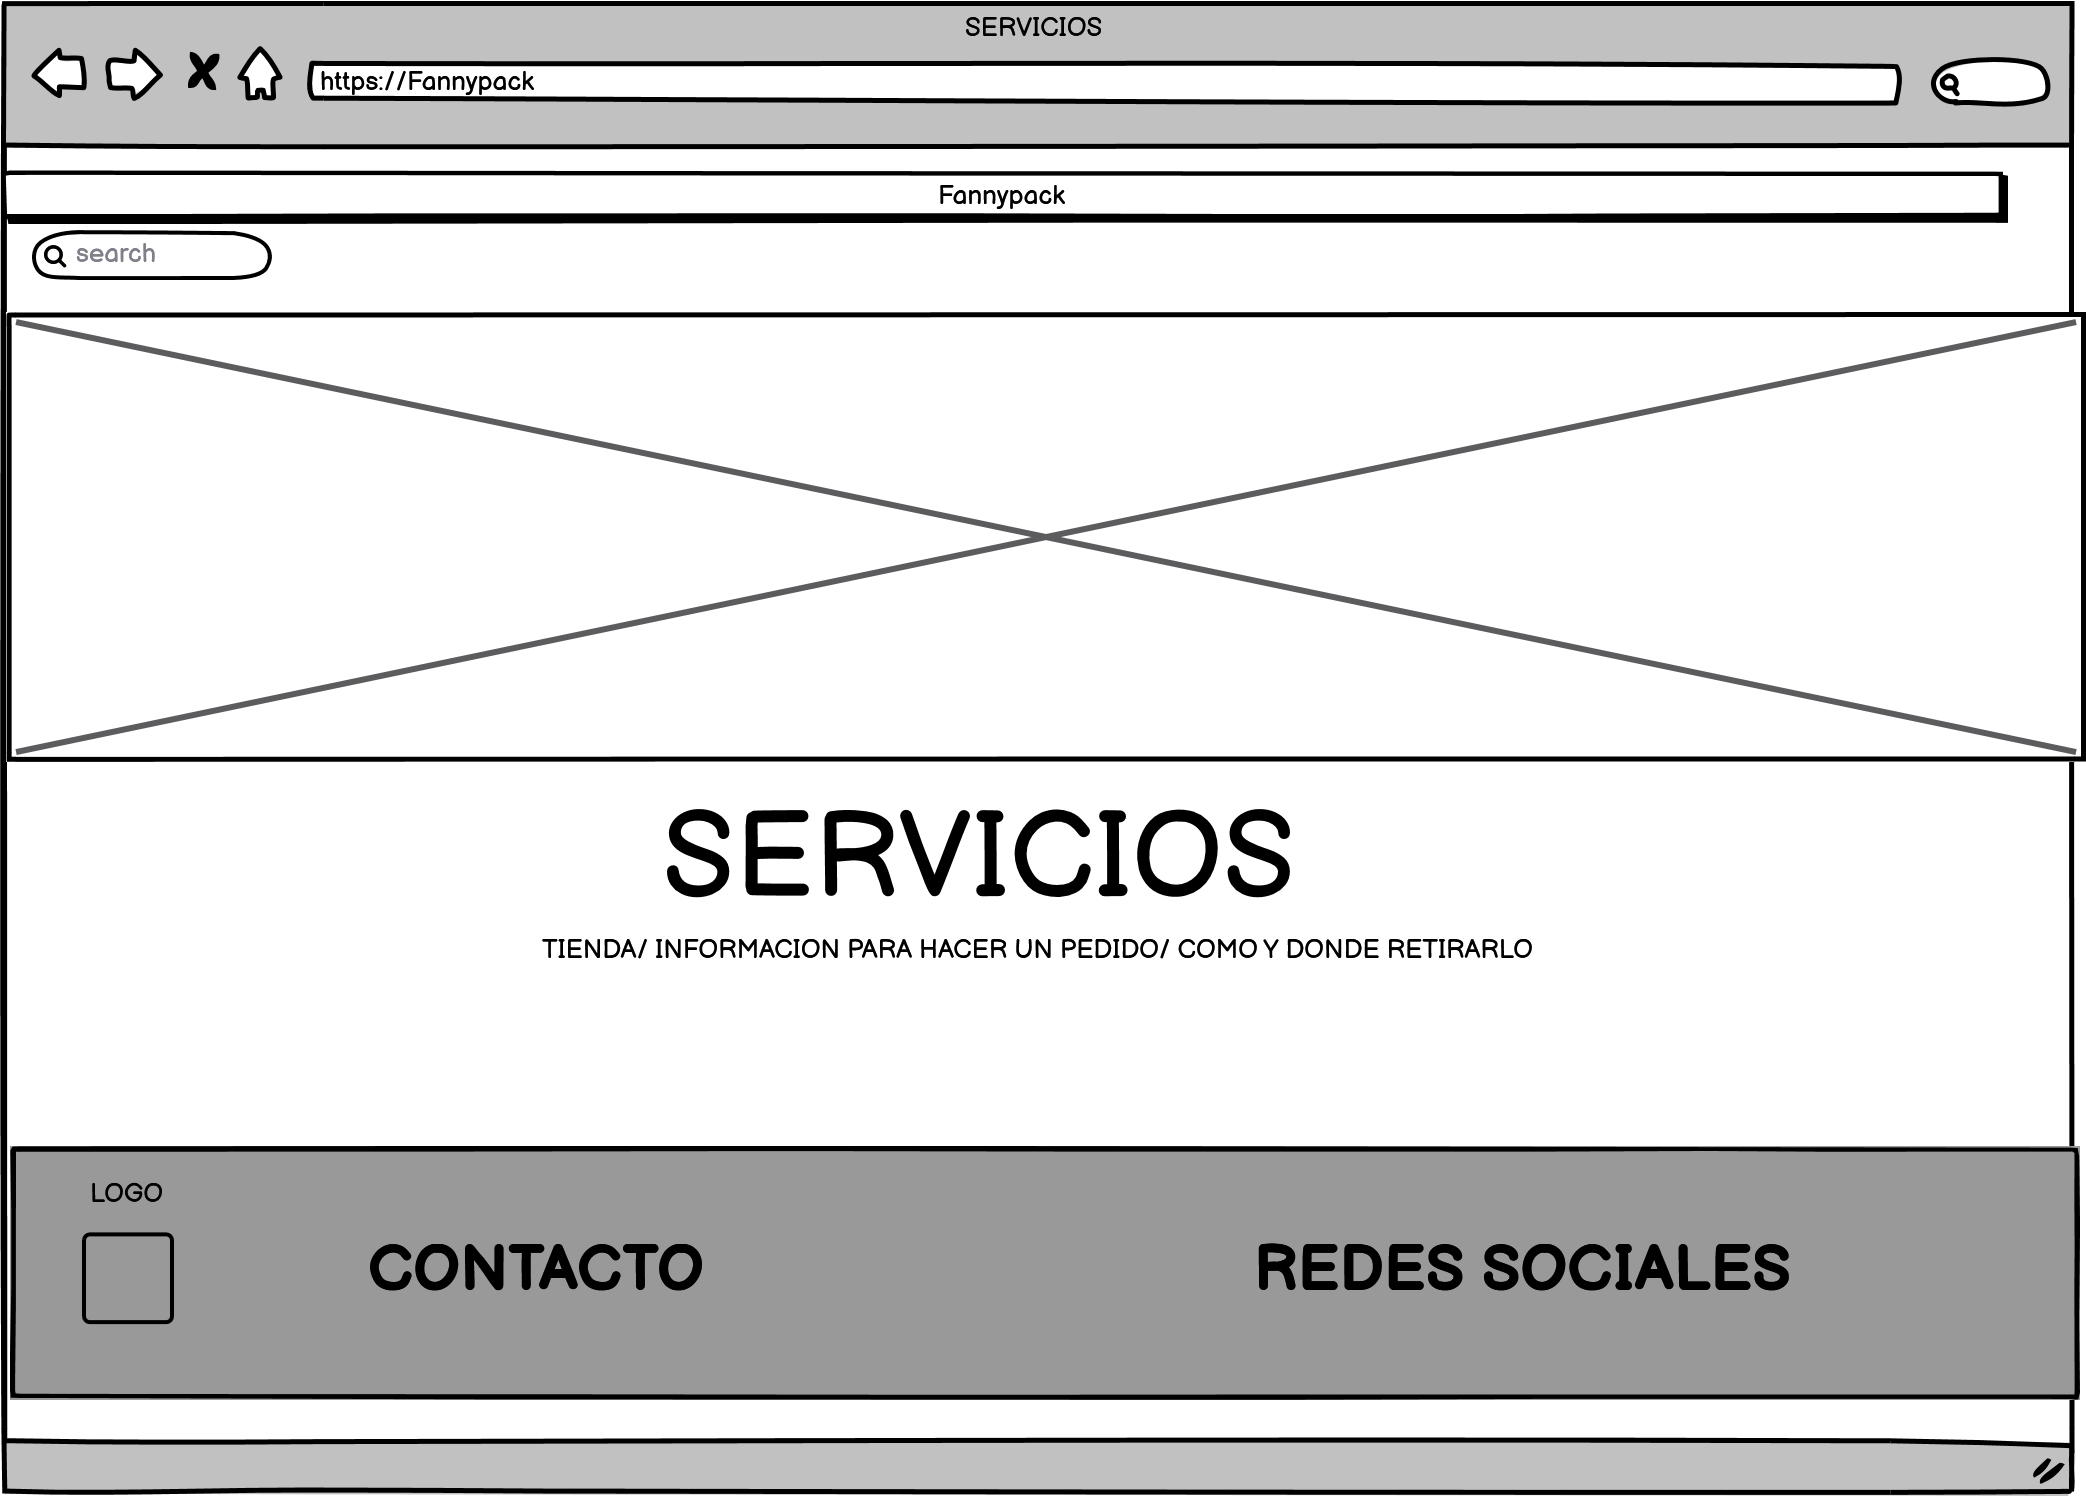 SERVICIOS
https://Fannypack
Fannypack
search
SERVICIOS
TIENDA/ INFORMACION PARA HACER UN PEDIDO/ COMO Y DONDE RETIRARLO
LOGO
CONTACTO
REDES SOCIALES